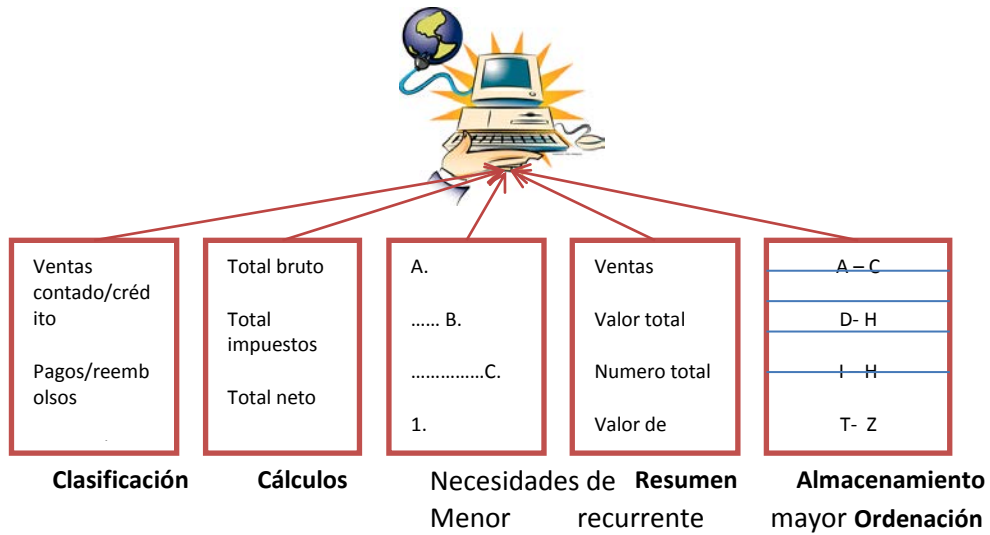 Ventas
contado/créd
ito
Pagos/reemb
olsos
Total bruto
Total
impuestos
Total neto
A.
...... B.
...............C.
1.
Ventas
Valor total
Numero total
Valor de
A – C
D- H
I – H
T- Z
Clasificación
Cálculos
Necesidades de Resumen
Almacenamiento
Menor recurrente mayor Ordenación